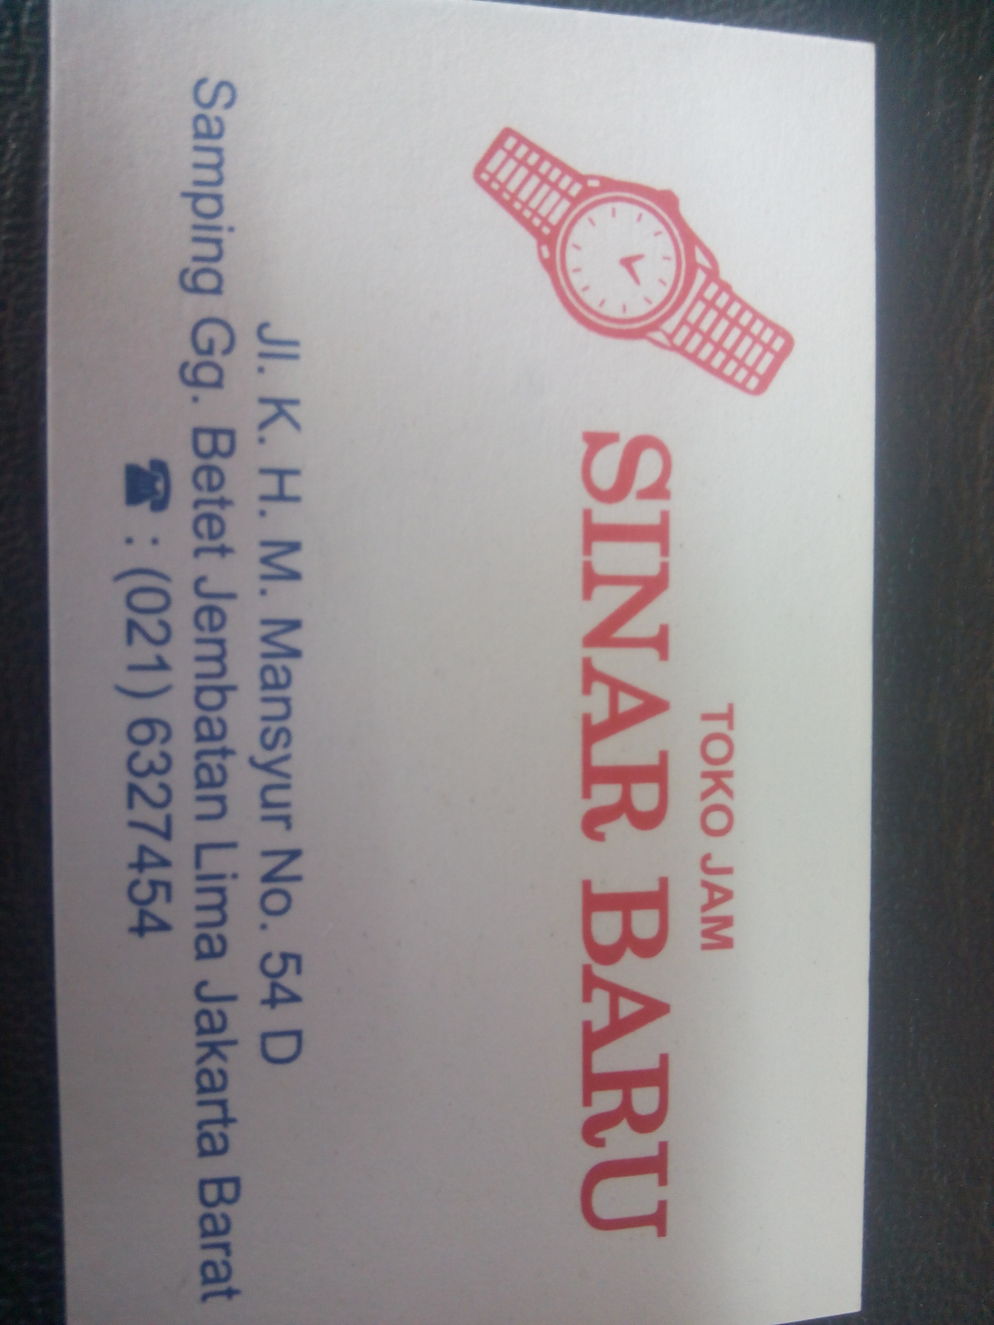 TOKO JAM
SINAR BARU
Jl. K. H. M. Mansyur No. 54 D
Samping Gg. Betet Jembatan Lima Jakarta Barat
☎ : (021) 6327454